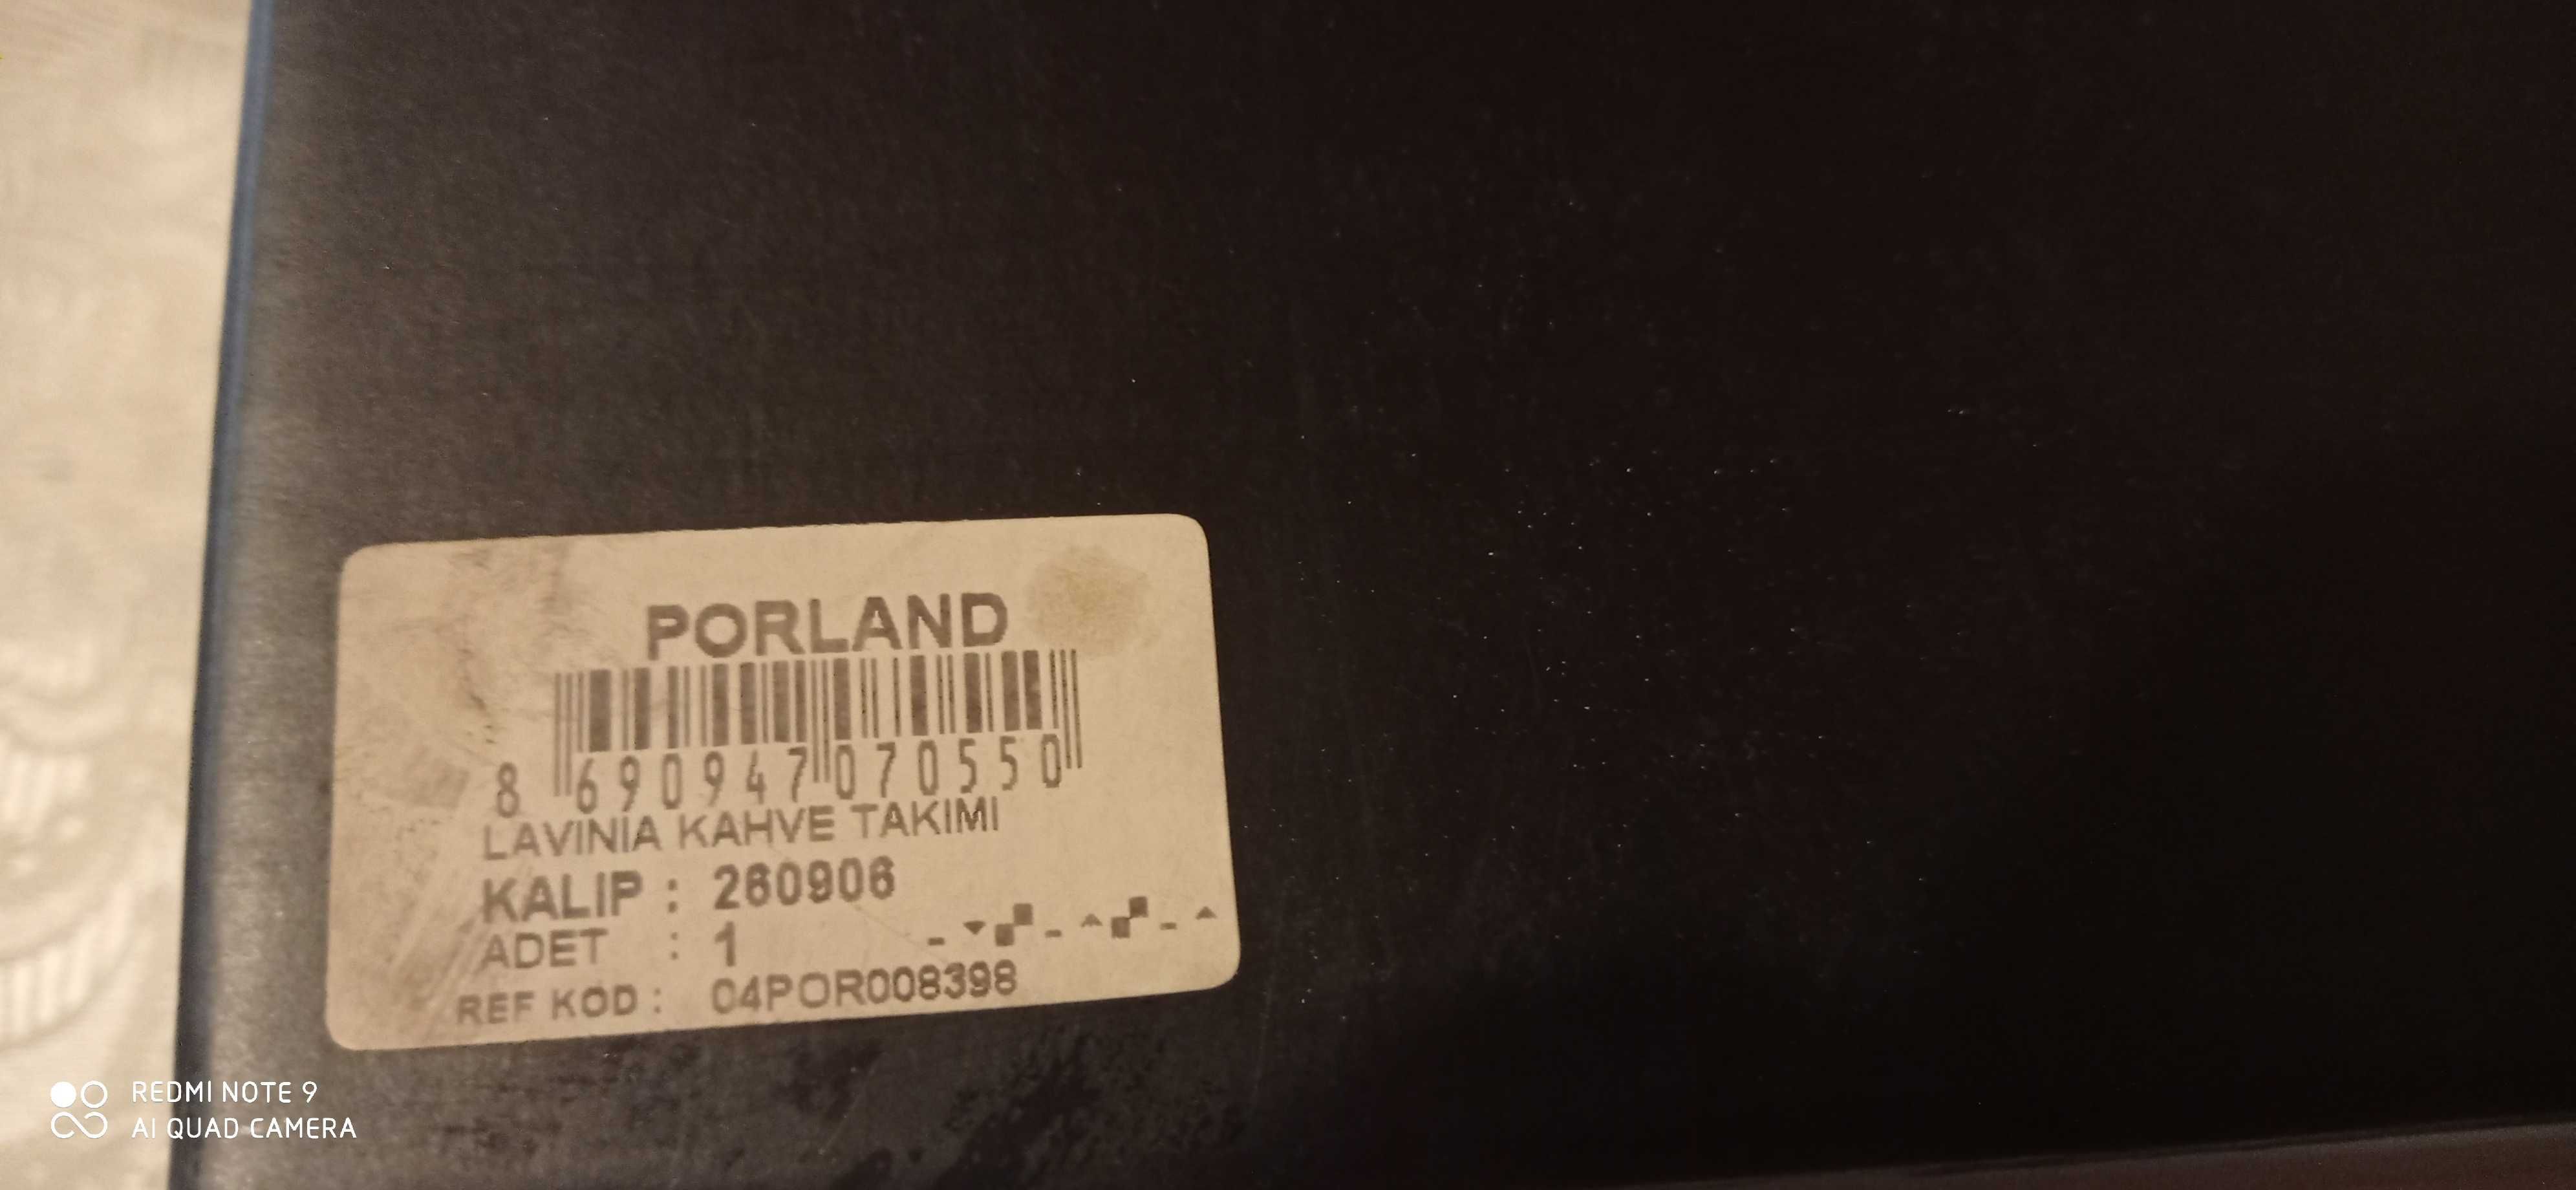 PORLAND
8 690947 070550
LAVINIA KAHVE TAKIMI
KALIP : 260906
ADET : 1
REF KOD : 04POR008398
REDMI NOTE 9
AI QUAD CAMERA